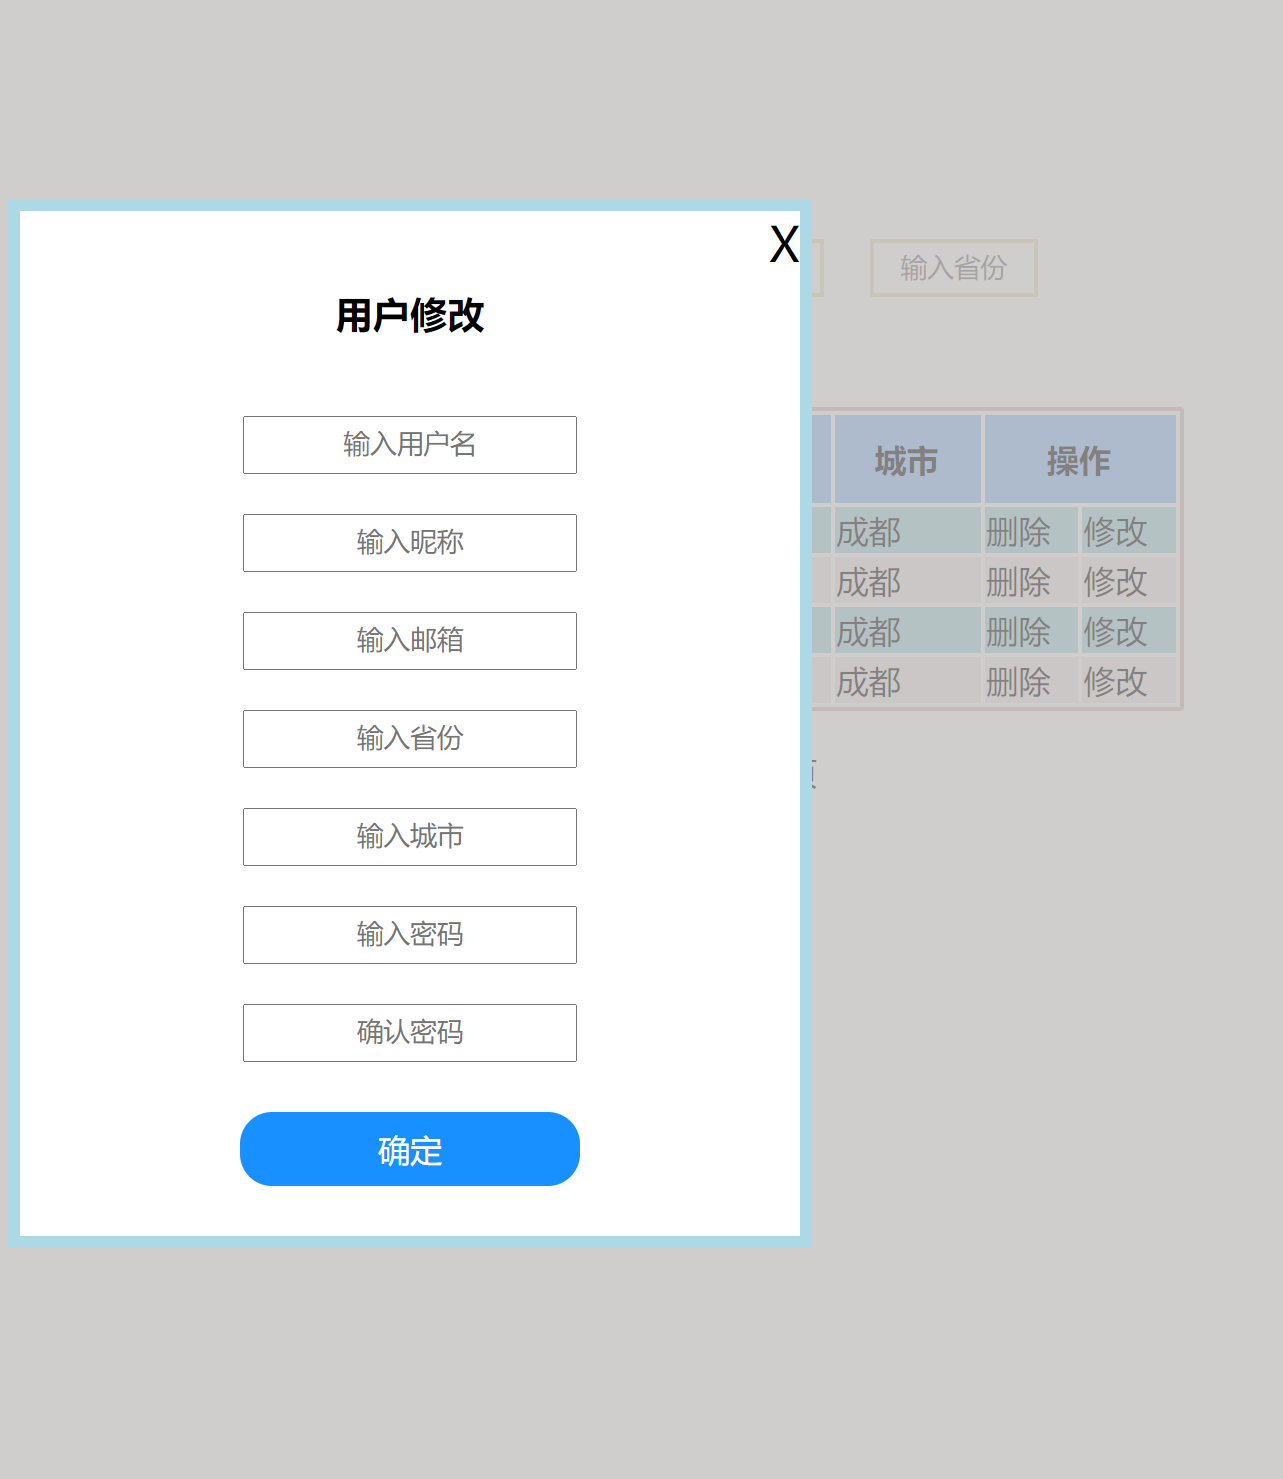 X
用户修改
输入用户名
输入昵称
输入邮箱
输入省份
输入城市
输入密码
确认密码
确定
输入省份
城市 操作
成都 删除 修改
成都 删除 修改
成都 删除 修改
成都 删除 修改